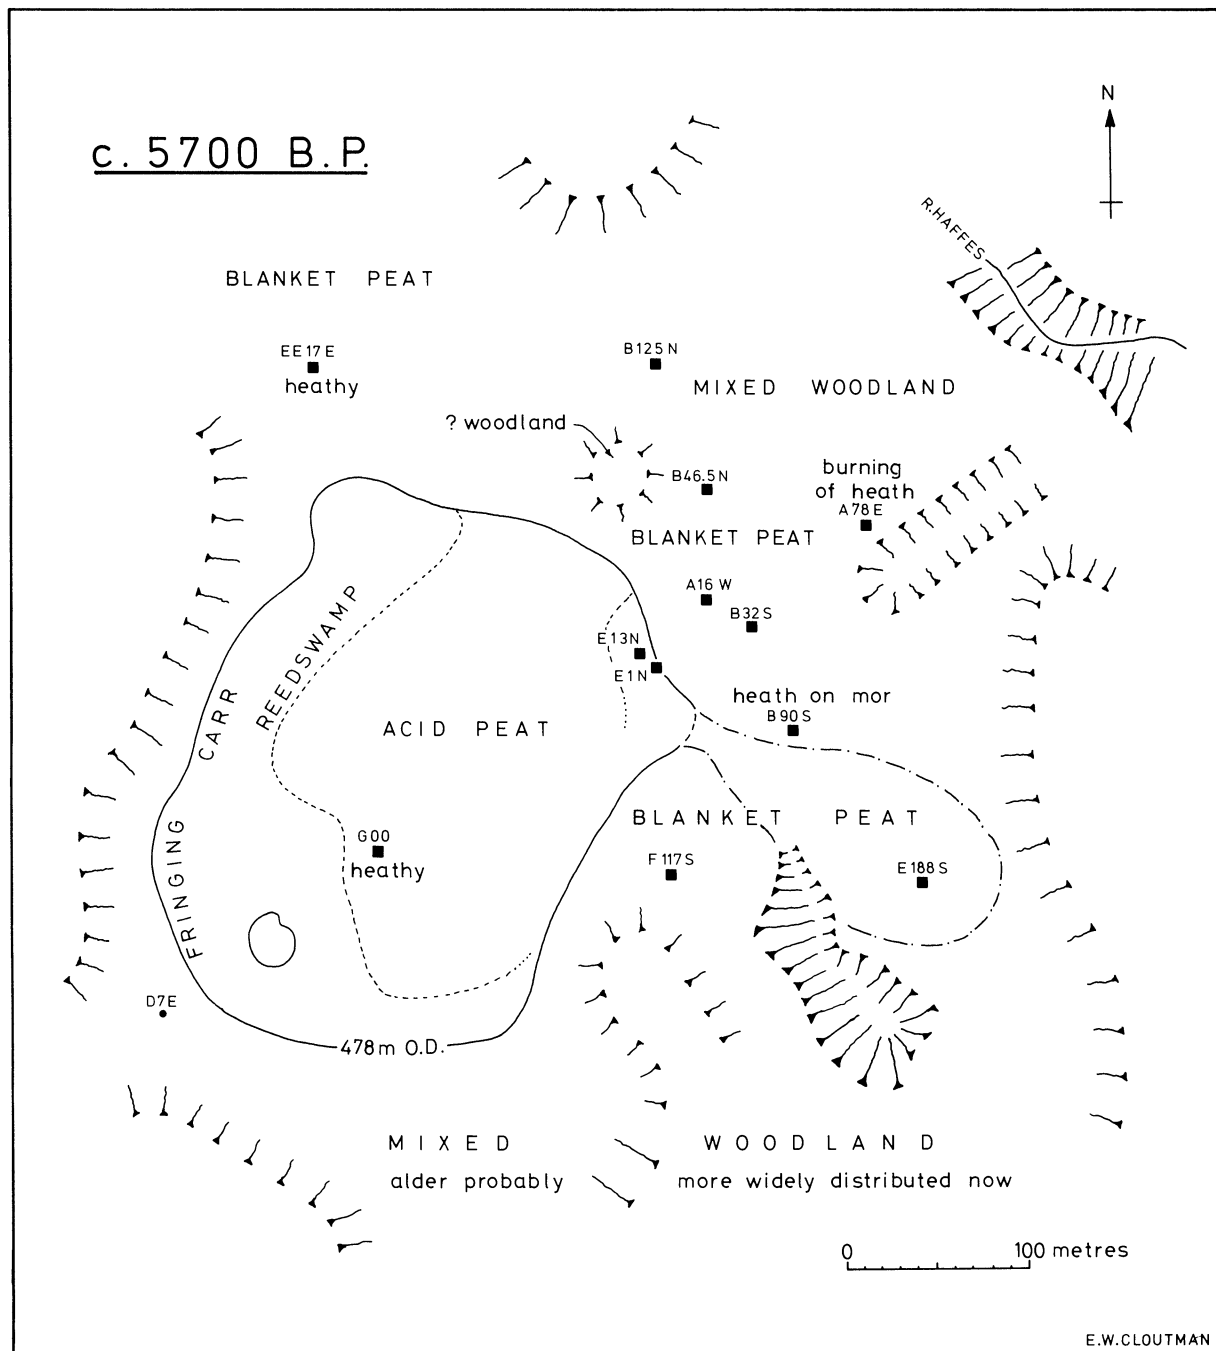 c. 5700 B.P.
N
R.HAFFES
BLANKET PEAT
EE17E
heathy
B125N
MIXED WOODLAND
? woodland
B46.5N
burning
of heath
A78E
BLANKET PEAT
A16W
B32S
E13N
E1N
REEDSWAMP
CARR
FRINGING
ACID PEAT
heath on mor
B90S
BLANKET PEAT
G00
heathy
F117S
E188S
D7E
478m O.D.
MIXED WOODLAND
alder probably more widely distributed now
0 100 metres
E.W.CLOUTMAN